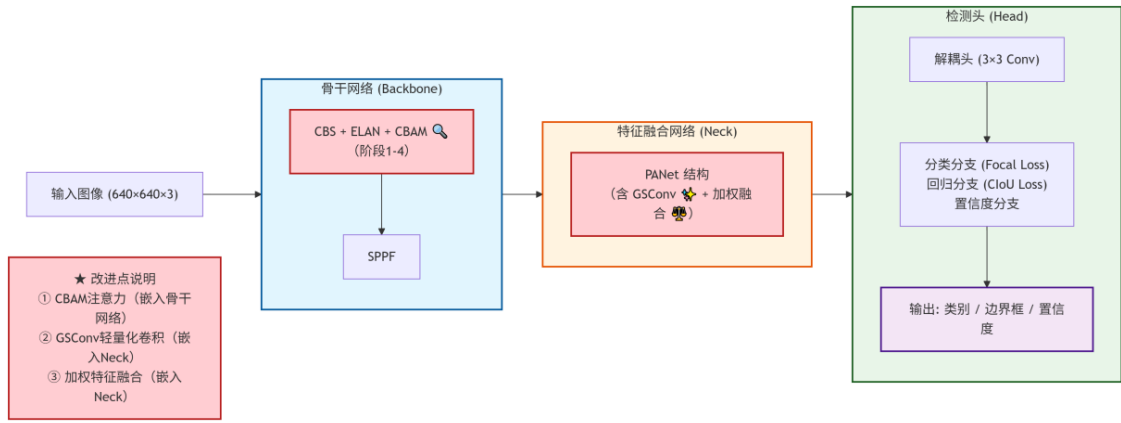 输入图像 (640×640×3)
★ 改进点说明
① CBAM注意力（嵌入骨干
网络）
② GSConv轻量化卷积（嵌
入Neck）
③ 加权特征融合（嵌入
Neck）
骨干网络 (Backbone)
CBS + ELAN + CBAM 🔍
（阶段1-4）
SPPF
特征融合网络 (Neck)
PANet 结构
（含 GSConv ✨ + 加权融
合 ⚖️）
检测头 (Head)
解耦头 (3×3 Conv)
分类分支 (Focal Loss)
回归分支 (CIoU Loss)
置信度分支
输出: 类别 / 边界框 / 置信
度